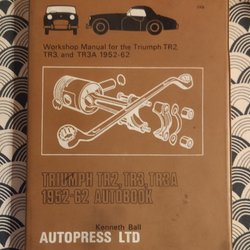 Workshop Manual for the Triumph TR2,
TR3, and TR3A 1952-62
TRIUMPH TR2, TR3, TR3A
1952-62 AUTOBOOK
Kenneth Ball
AUTOPRESS LTD